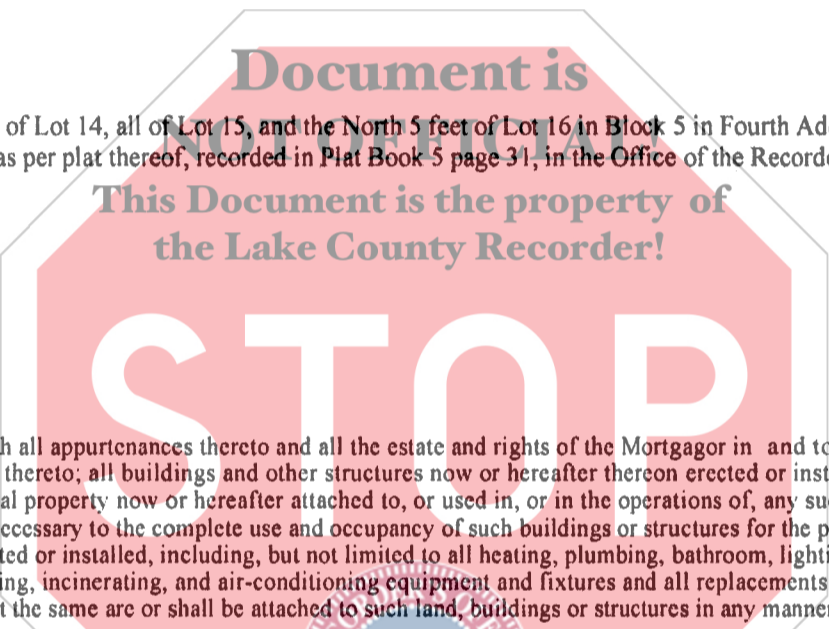 Document is
of Lot 14, all of Lot 15, and the North 5 feet of Lot 16 in Block 5 in Fourth Ad
NOT OFFICIAL
as per plat thereof, recorded in Plat Book 5 page 31, in the Office of the Recorde
This Document is the property of
the Lake County Recorder!
STOP
h all appurtenances thereto and all the estate and rights of the Mortgagor in and to
thereto; all buildings and other structures now or hereafter thereon erected or inst
al property now or hereafter attached to, or used in, or in the operations of, any su
ecessary to the complete use and occupancy of such buildings or structures for the p
ted or installed, including, but not limited to all heating, plumbing, bathroom, lighti
ing, incinerating, and air-conditioning equipment and fixtures and all replacements
t the same are or shall be attached to such land, buildings or structures in any manner